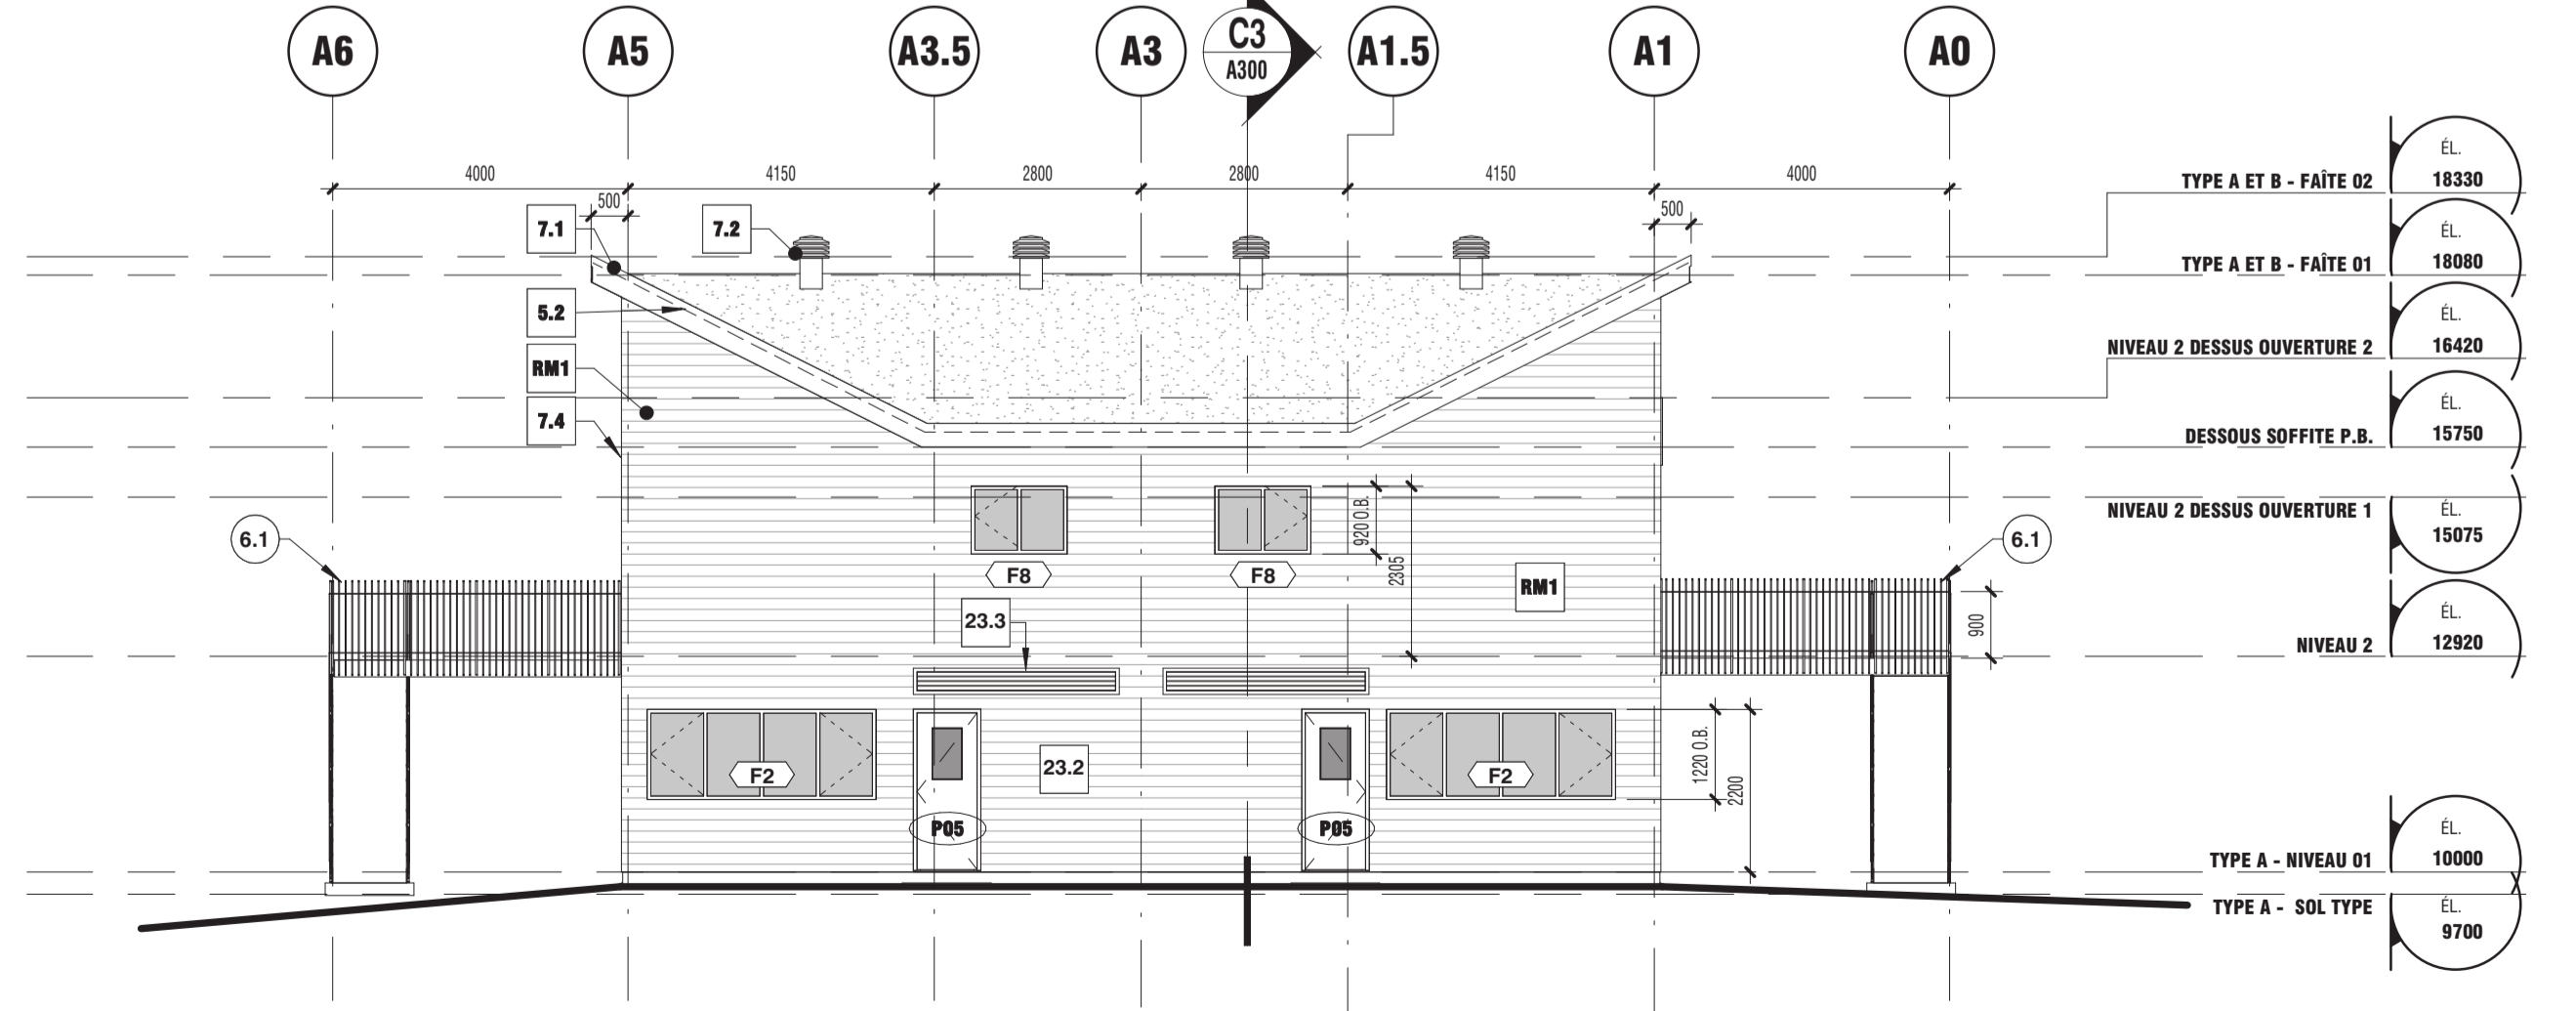 A6
A5
A3.5
A3
C3
A300
A1.5
A1
A0
4000
4150
2800
2800
4150
4000
500
500
7.1
7.2
5.2
RM1
7.4
6.1
6.1
F8
F8
920 O.B.
2305
RM1
23.3
900
F2
P05
23.2
P05
F2
1220 O.B.
2200
TYPE A ET B - FAÎTE 02
ÉL.
18330
TYPE A ET B - FAÎTE 01
ÉL.
18080
NIVEAU 2 DESSUS OUVERTURE 2
ÉL.
16420
DESSOUS SOFFITE P.B.
ÉL.
15750
NIVEAU 2 DESSUS OUVERTURE 1
ÉL.
15075
NIVEAU 2
ÉL.
12920
TYPE A - NIVEAU 01
ÉL.
10000
TYPE A - SOL TYPE
ÉL.
9700